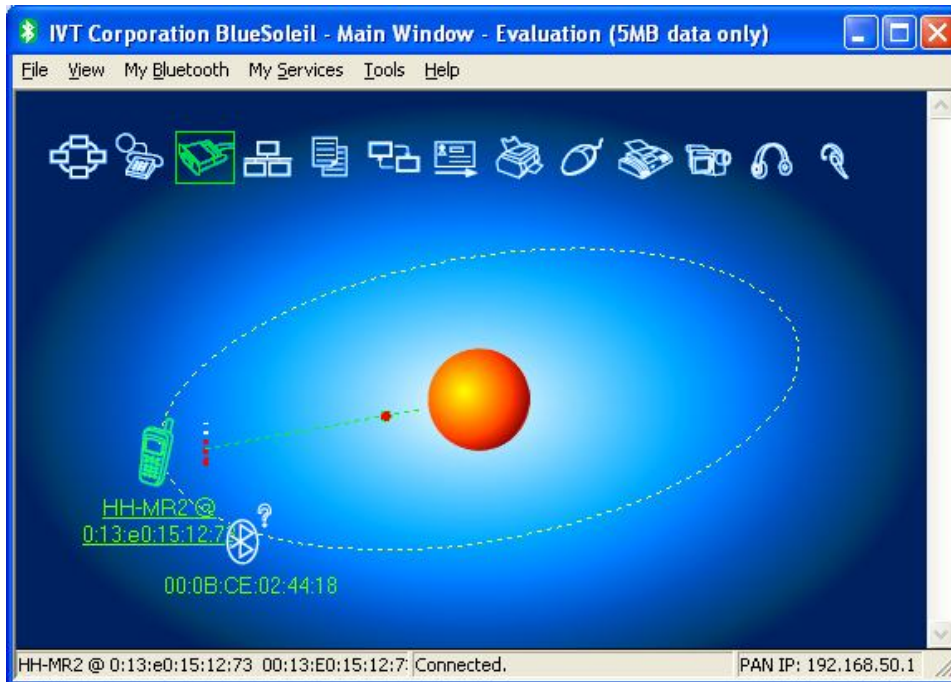 IVT Corporation BlueSoleil - Main Window - Evaluation (5MB data only)
File View My Bluetooth My Services Tools Help
HH-MR2`@
0:13:e0:15:12:73
00:0B:CE:02:44:18
HH-MR2 @ 0:13:e0:15:12:73 00:13:E0:15:12:7 Connected. PAN IP: 192.168.50.1